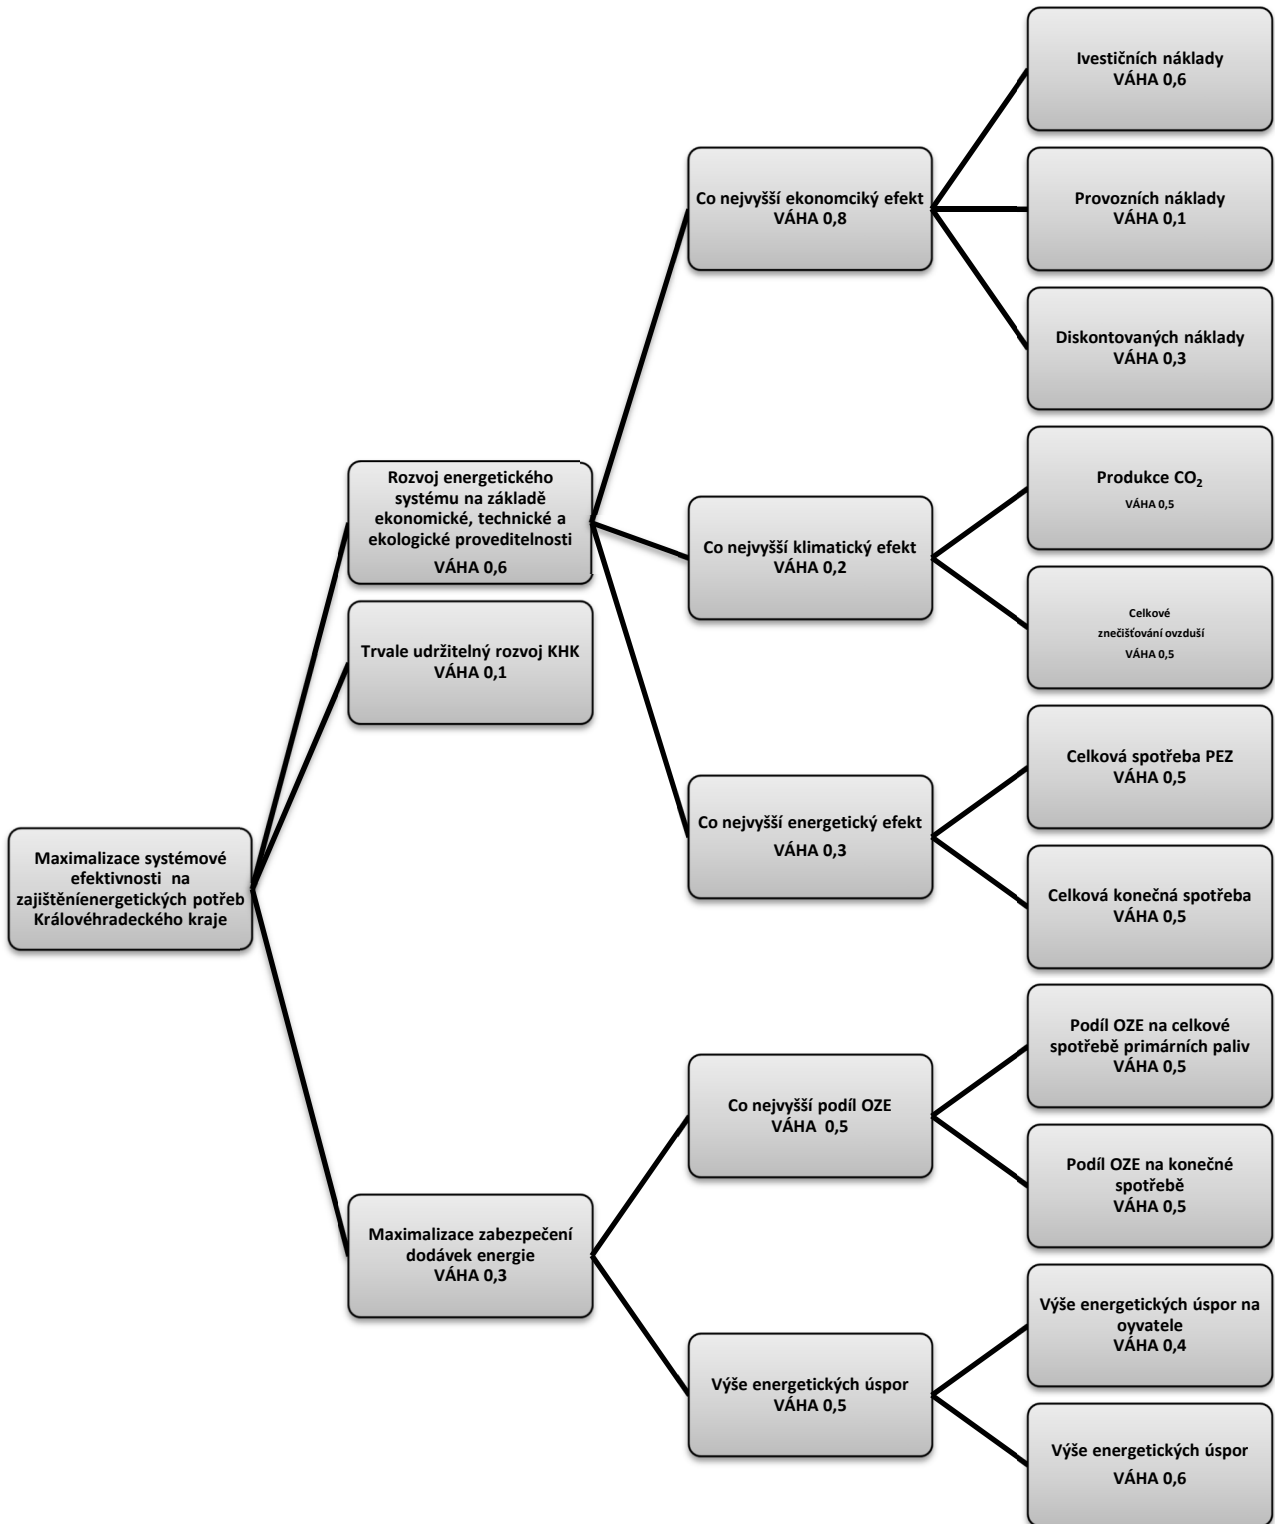 Maximalizace systémové
efektivnosti na
zajištěníenergetických potřeb
Královéhradeckého kraje
Rozvoj energetického
systému na základě
ekonomické, technické a
ekologické proveditelnosti
VÁHA 0,6
Trvale udržitelný rozvoj KHK
VÁHA 0,1
Maximalizace zabezpečení
dodávek energie
VÁHA 0,3
Co nejvyšší ekonomciký efekt
VÁHA 0,8
Co nejvyšší klimatický efekt
VÁHA 0,2
Co nejvyšší energetický efekt
VÁHA 0,3
Co nejvyšší podíl OZE
VÁHA 0,5
Výše energetických úspor
VÁHA 0,5
Ivestičních náklady
VÁHA 0,6
Provozních náklady
VÁHA 0,1
Diskontovaných náklady
VÁHA 0,3
Produkce CO₂
VÁHA 0,5
Celkové
znečišťování ovzduší
VÁHA 0,5
Celková spotřeba PEZ
VÁHA 0,5
Celková konečná spotřeba
VÁHA 0,5
Podíl OZE na celkové
spotřebě primárních paliv
VÁHA 0,5
Podíl OZE na konečné
spotřebě
VÁHA 0,5
Výše energetických úspor na
oyvatele
VÁHA 0,4
Výše energetických úspor
VÁHA 0,6